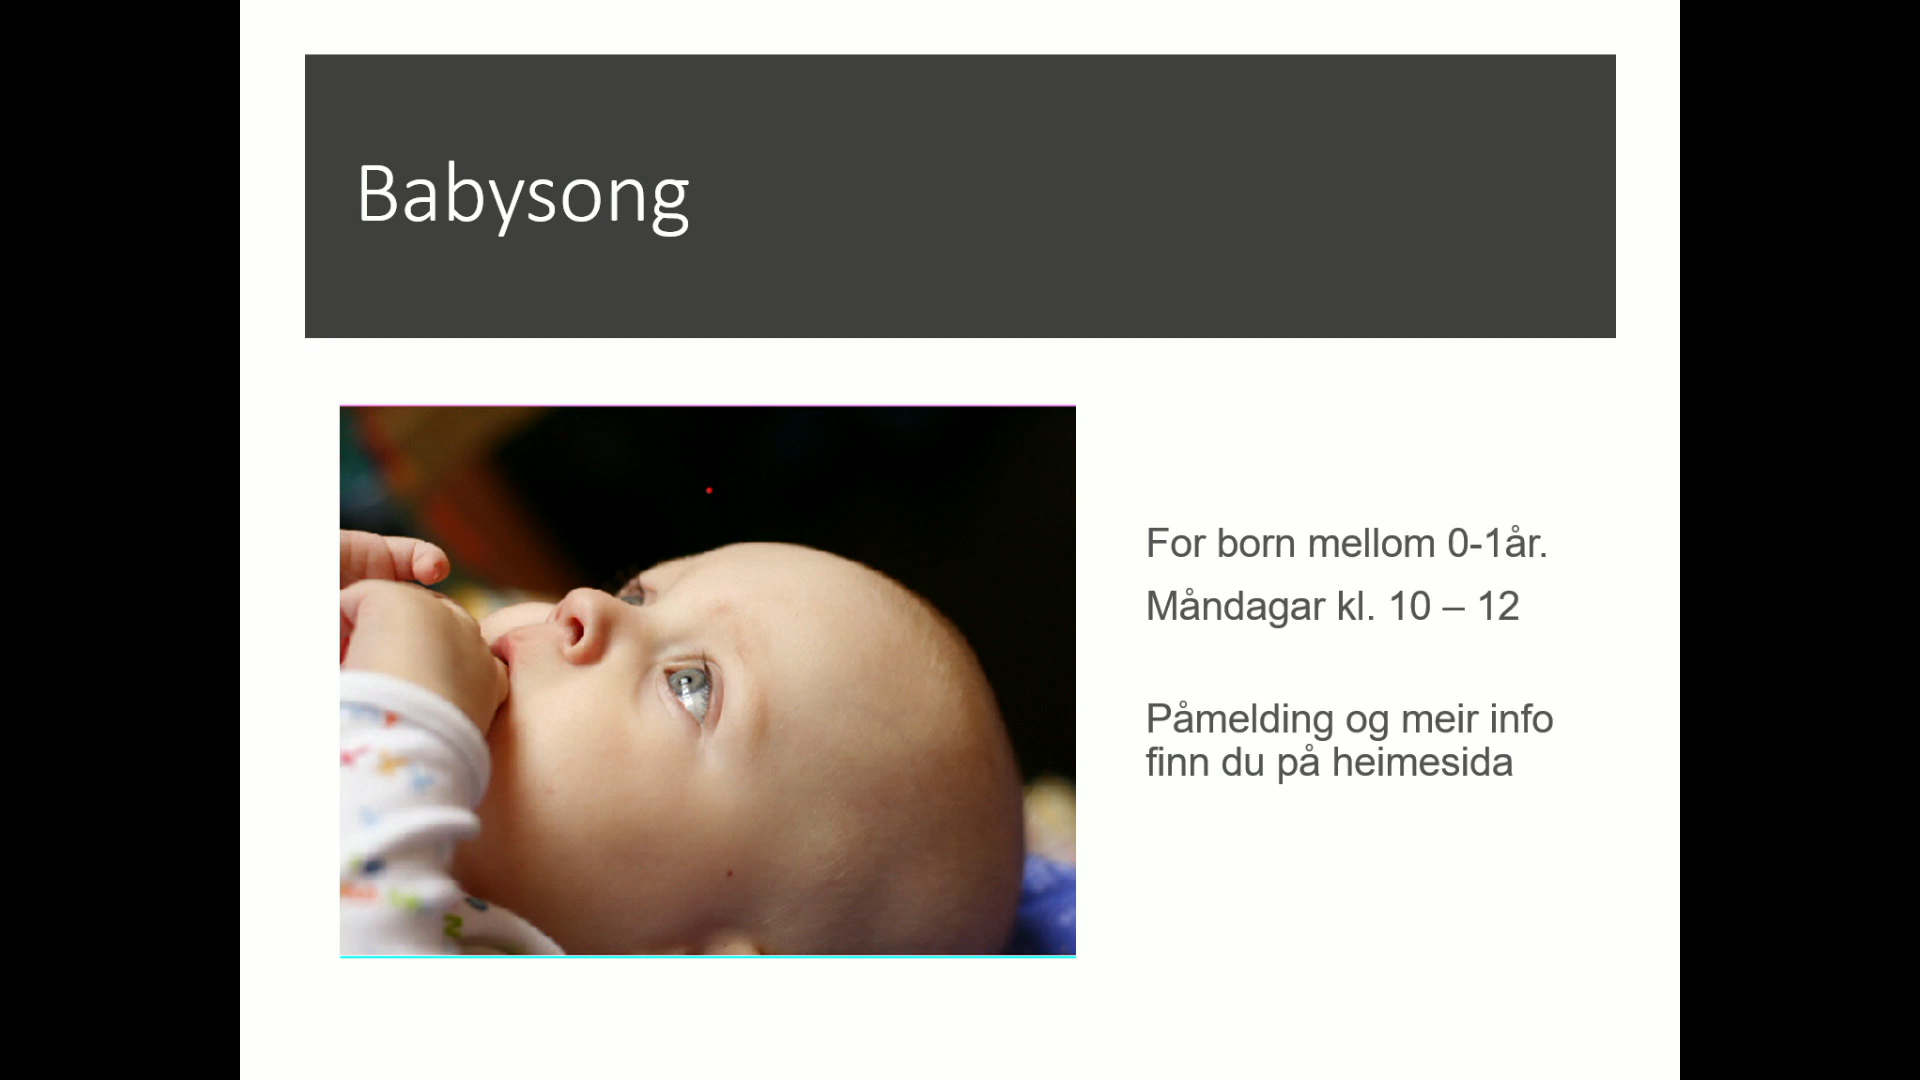 Babysong
For born mellom 0-1år.
Måndagar kl. 10 – 12
Påmelding og meir info
finn du på heimesida